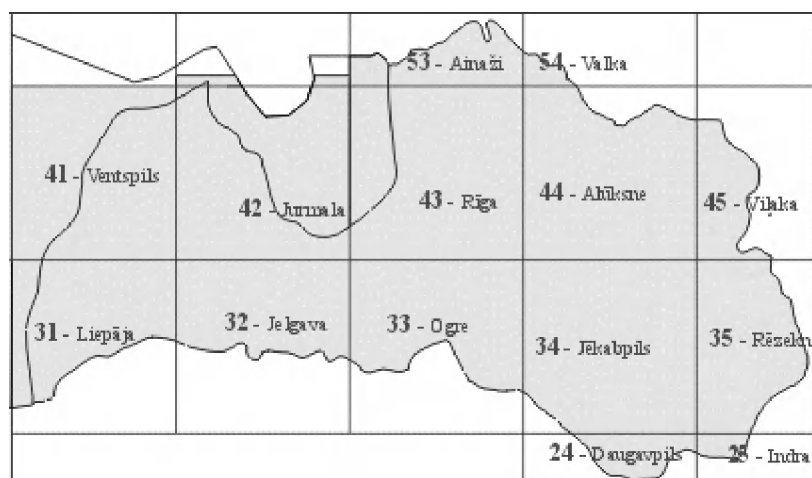 53 - Ainaži
54 - Valka
41 - Ventspils
42 - Jurmala
43 - Rīga
44 - Alūksne
45 - Viļaka
31 - Liepāja
32 - Jelgava
33 - Ogre
34 - Jēkabpils
35 - Rēzekn
24 - Daugavpils
25 - Indra